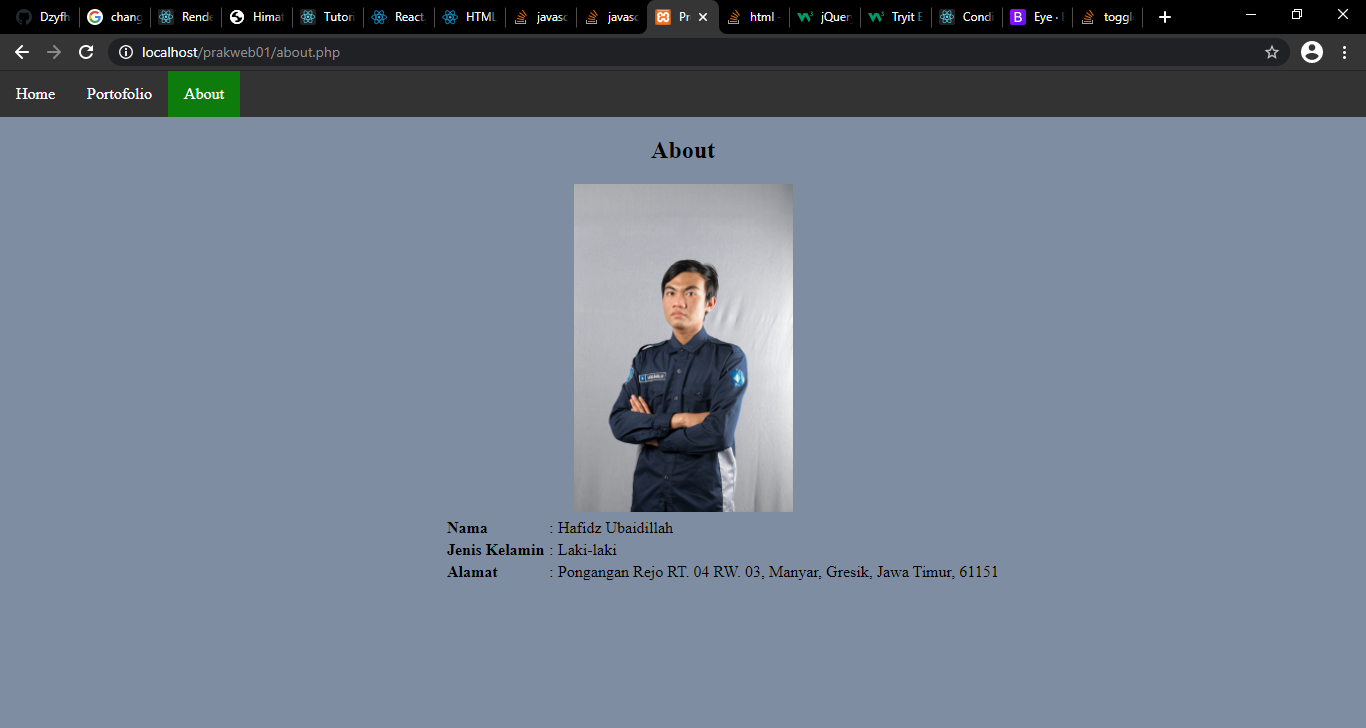 Dzyfh chang Rende Himat Tutori React. HTML javasc javasc Pr html - jQuery Tryit E Condi Eye · toggl
localhost/prakweb01/about.php
Home Portofolio About
About
Nama : Hafidz Ubaidillah
Jenis Kelamin : Laki-laki
Alamat : Pongangan Rejo RT. 04 RW. 03, Manyar, Gresik, Jawa Timur, 61151